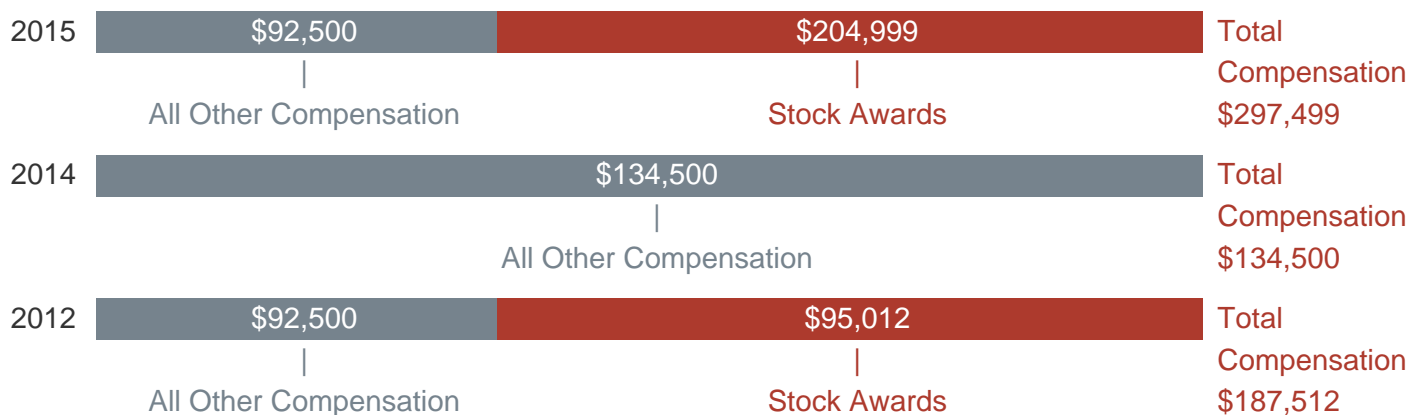 2015 $92,500 $204,999 Total
| | Compensation
All Other Compensation Stock Awards $297,499
2014 $134,500 Total
| Compensation
All Other Compensation $134,500
2012 $92,500 $95,012 Total
| | Compensation
All Other Compensation Stock Awards $187,512